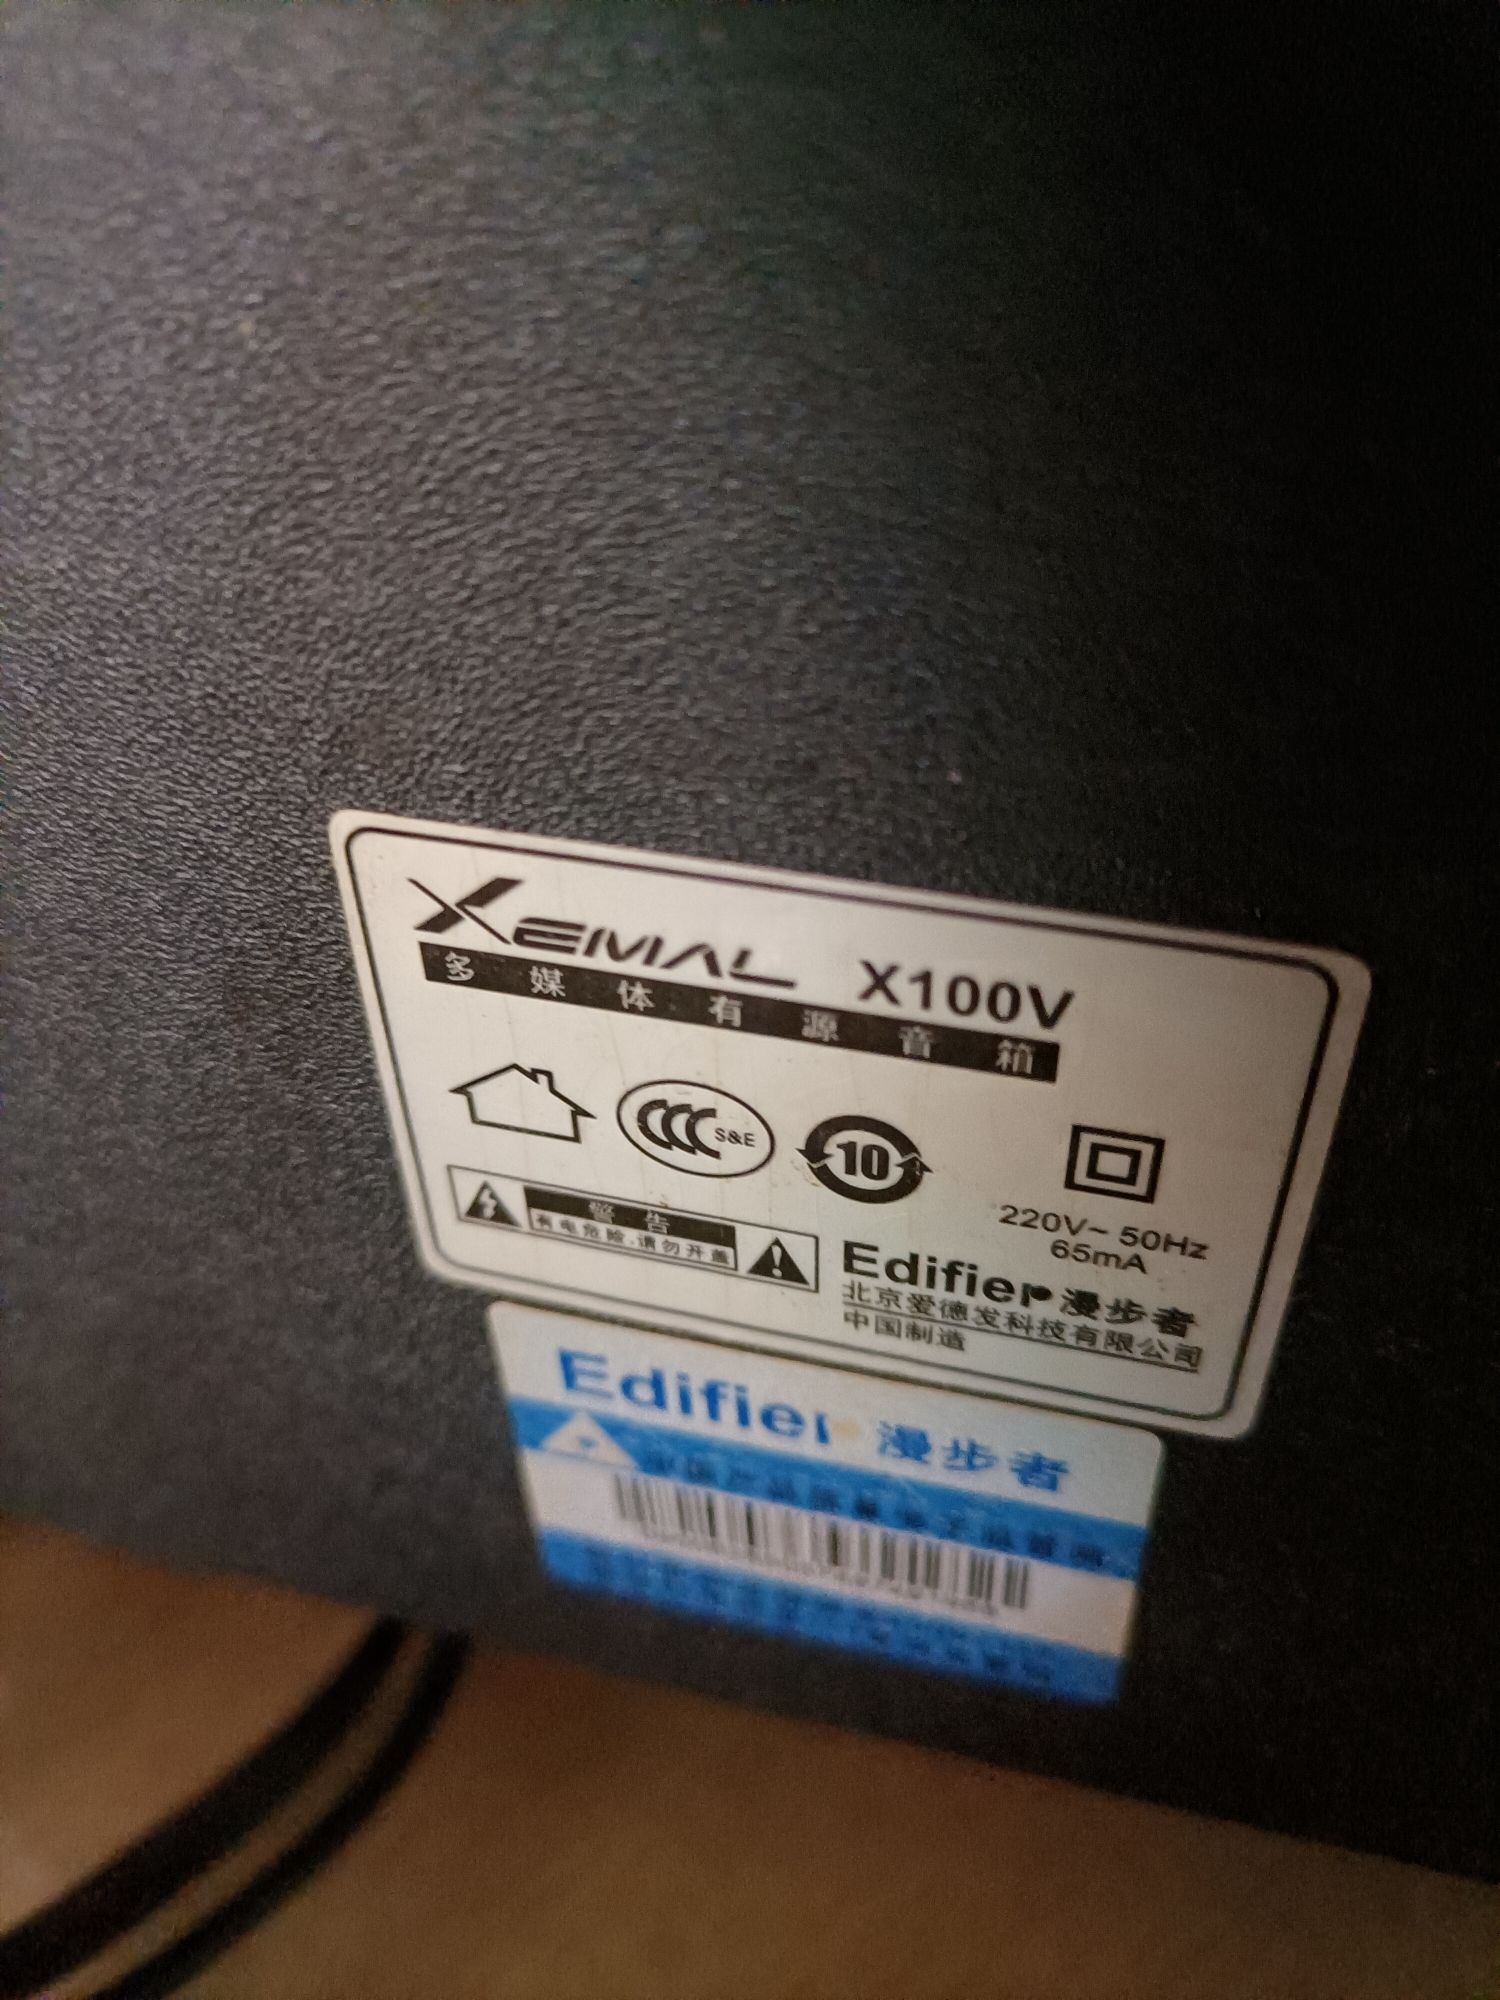 XEMAL X100V
多媒体有源音箱
CCC S&E
10
220V~ 50Hz
65mA
警告
有电危险,请勿开盖
Edifier 漫步者
北京爱德发科技有限公司
中国制造
Edifier 漫步者